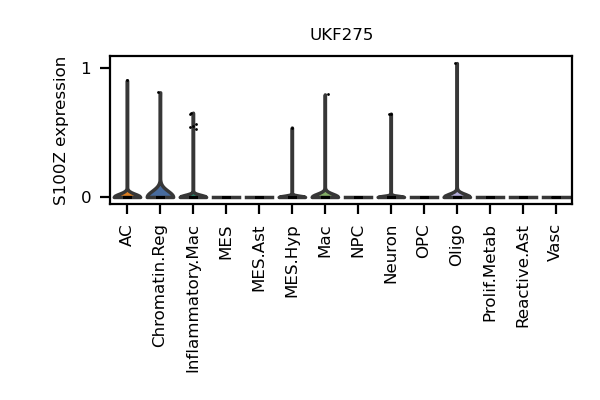 UKF275
S100Z expression
1
0
AC
Chromatin.Reg
Inflammatory.Mac
MES
MES.Ast
MES.Hyp
Mac
NPC
Neuron
OPC
Oligo
Prolif.Metab
Reactive.Ast
Vasc